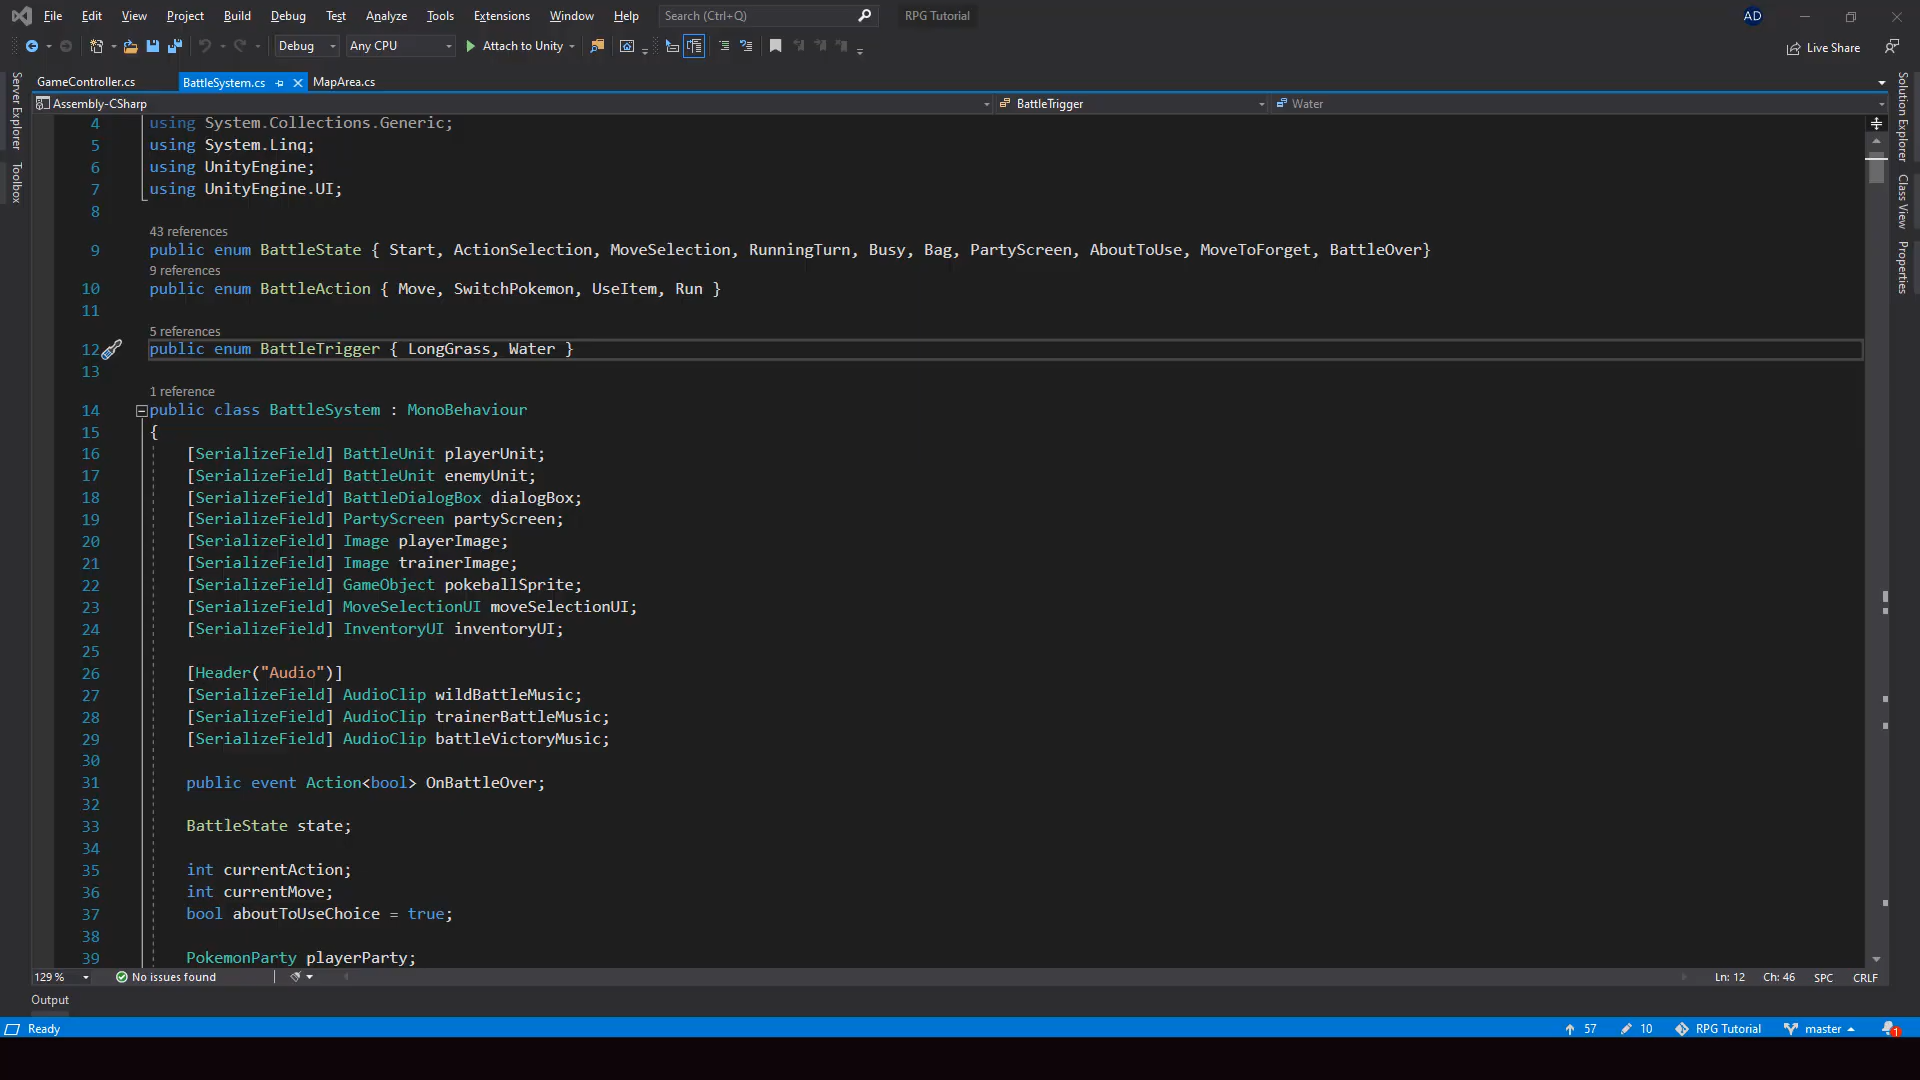 File Edit View Project Build Debug Test Analyze Tools Extensions Window Help Search (Ctrl+Q) RPG Tutorial AD
Debug Any CPU Attach to Unity Live Share
GameController.cs BattleSystem.cs MapArea.cs
Assembly-CSharp BattleTrigger Water
Server Explorer
Toolbox
Solution Explorer
Class View
Properties
4 using System.Collections.Generic;
5 using System.Linq;
6 using UnityEngine;
7 using UnityEngine.UI;
8
43 references
9 public enum BattleState { Start, ActionSelection, MoveSelection, RunningTurn, Busy, Bag, PartyScreen, AboutToUse, MoveToForget, BattleOver}
9 references
10 public enum BattleAction { Move, SwitchPokemon, UseItem, Run }
11
5 references
12 public enum BattleTrigger { LongGrass, Water }
13
1 reference
14 public class BattleSystem : MonoBehaviour
15 {
16 [SerializeField] BattleUnit playerUnit;
17 [SerializeField] BattleUnit enemyUnit;
18 [SerializeField] BattleDialogBox dialogBox;
19 [SerializeField] PartyScreen partyScreen;
20 [SerializeField] Image playerImage;
21 [SerializeField] Image trainerImage;
22 [SerializeField] GameObject pokeballSprite;
23 [SerializeField] MoveSelectionUI moveSelectionUI;
24 [SerializeField] InventoryUI inventoryUI;
25
26 [Header("Audio")]
27 [SerializeField] AudioClip wildBattleMusic;
28 [SerializeField] AudioClip trainerBattleMusic;
29 [SerializeField] AudioClip battleVictoryMusic;
30
31 public event Action<bool> OnBattleOver;
32
33 BattleState state;
34
35 int currentAction;
36 int currentMove;
37 bool aboutToUseChoice = true;
38
39 PokemonParty playerParty;
129 % No issues found Ln: 12 Ch: 46 SPC CRLF
Output
Ready 57 10 RPG Tutorial master 1